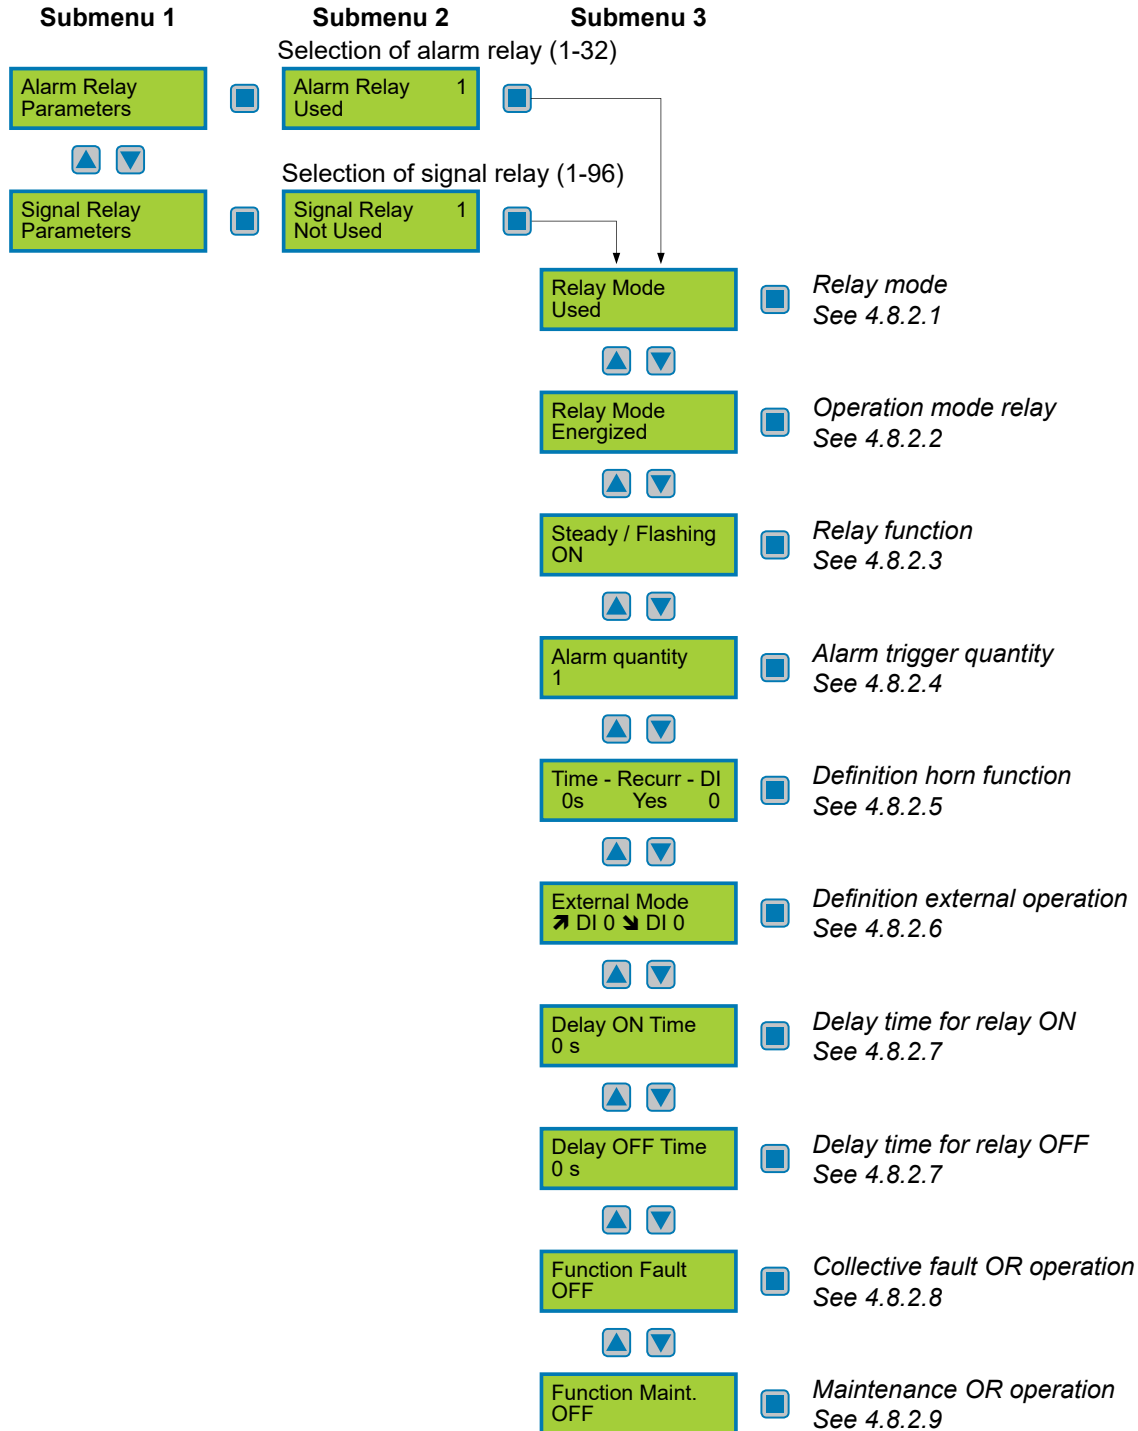 Submenu 1 Submenu 2 Submenu 3
Selection of alarm relay (1-32)
Alarm Relay
Parameters
Alarm Relay 1
Used
Selection of signal relay (1-96)
Signal Relay
Parameters
Signal Relay 1
Not Used
Relay Mode
Used
Relay mode
See 4.8.2.1
Relay Mode
Energized
Operation mode relay
See 4.8.2.2
Steady / Flashing
ON
Relay function
See 4.8.2.3
Alarm quantity
1
Alarm trigger quantity
See 4.8.2.4
Time - Recurr - DI
0s Yes 0
Definition horn function
See 4.8.2.5
External Mode
🡭 DI 0 🡮 DI 0
Definition external operation
See 4.8.2.6
Delay ON Time
0 s
Delay time for relay ON
See 4.8.2.7
Delay OFF Time
0 s
Delay time for relay OFF
See 4.8.2.7
Function Fault
OFF
Collective fault OR operation
See 4.8.2.8
Function Maint.
OFF
Maintenance OR operation
See 4.8.2.9